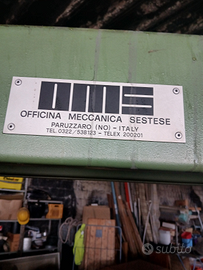 OMS
OFFICINA MECCANICA SESTESE
PARUZZARO (NO) - ITALY
TEL. 0322/538123 - TELEX 200201
subito